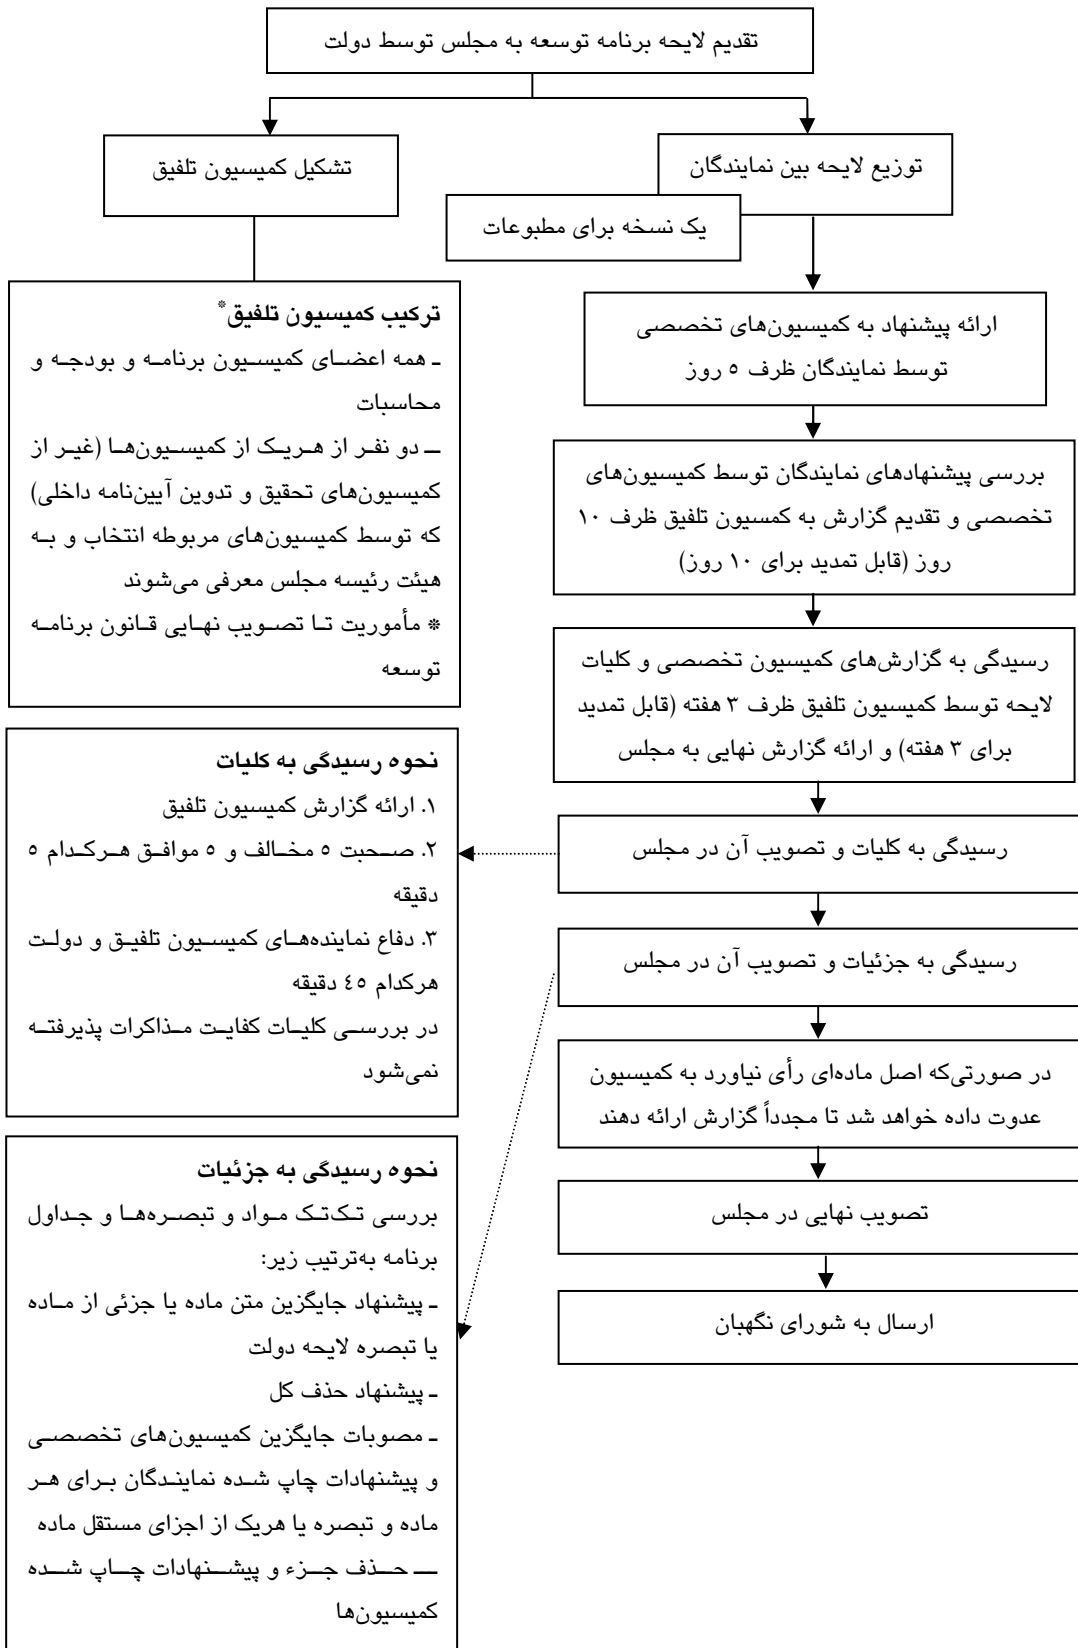 تقدیم لایحه برنامه توسعه به مجلس توسط دولت
توزیع لایحه بین نمایندگان
یک نسخه برای مطبوعات
تشکیل کمیسیون تلفیق
ارائه پیشنهاد به کمیسیون‌های تخصصی
توسط نمایندگان ظرف ۵ روز
بررسی پیشنهادهای نمایندگان توسط کمیسیون‌های
تخصصی و تقدیم گزارش به کمسیون تلفیق ظرف ۱۰
روز (قابل تمدید برای ۱۰ روز)
رسیدگی به گزارش‌های کمیسیون تخصصی و کلیات
لایحه توسط کمیسیون تلفیق ظرف ۳ هفته (قابل تمدید
برای ۳ هفته) و ارائه گزارش نهایی به مجلس
رسیدگی به کلیات و تصویب آن در مجلس
رسیدگی به جزئیات و تصویب آن در مجلس
در صورتی‌که اصل ماده‌ای رأی نیاورد به کمیسیون
عدوت داده خواهد شد تا مجدداً گزارش ارائه دهند
تصویب نهایی در مجلس
ارسال به شورای نگهبان
ترکیب کمیسیون تلفیق*
ـ همه اعضای کمیسیون برنامه و بودجه و
محاسبات
ـ دو نفر از هریک از کمیسیون‌ها (غیر از
کمیسیون‌های تحقیق و تدوین آیین‌نامه داخلی)
که توسط کمیسیون‌های مربوطه انتخاب و به
هیئت رئیسه مجلس معرفی می‌شوند
* مأموریت تا تصویب نهایی قانون برنامه
توسعه
نحوه رسیدگی به کلیات
۱. ارائه گزارش کمیسیون تلفیق
۲. صحبت ۵ مخالف و ۵ موافق هرکدام ۵
دقیقه
۳. دفاع نماینده‌های کمیسیون تلفیق و دولت
هرکدام ۴۵ دقیقه
در بررسی کلیات کفایت مذاکرات پذیرفته
نمی‌شود
نحوه رسیدگی به جزئیات
بررسی تک‌تک مواد و تبصره‌ها و جداول
برنامه به‌ترتیب زیر:
ـ پیشنهاد جایگزین متن ماده یا جزئی از ماده
یا تبصره لایحه دولت
ـ پیشنهاد حذف کل
ـ مصوبات جایگزین کمیسیون‌های تخصصی
و پیشنهادات چاپ شده نمایندگان برای هر
ماده و تبصره یا هریک از اجزای مستقل ماده
ـ حذف جزء و پیشنهادات چاپ شده
کمیسیون‌ها